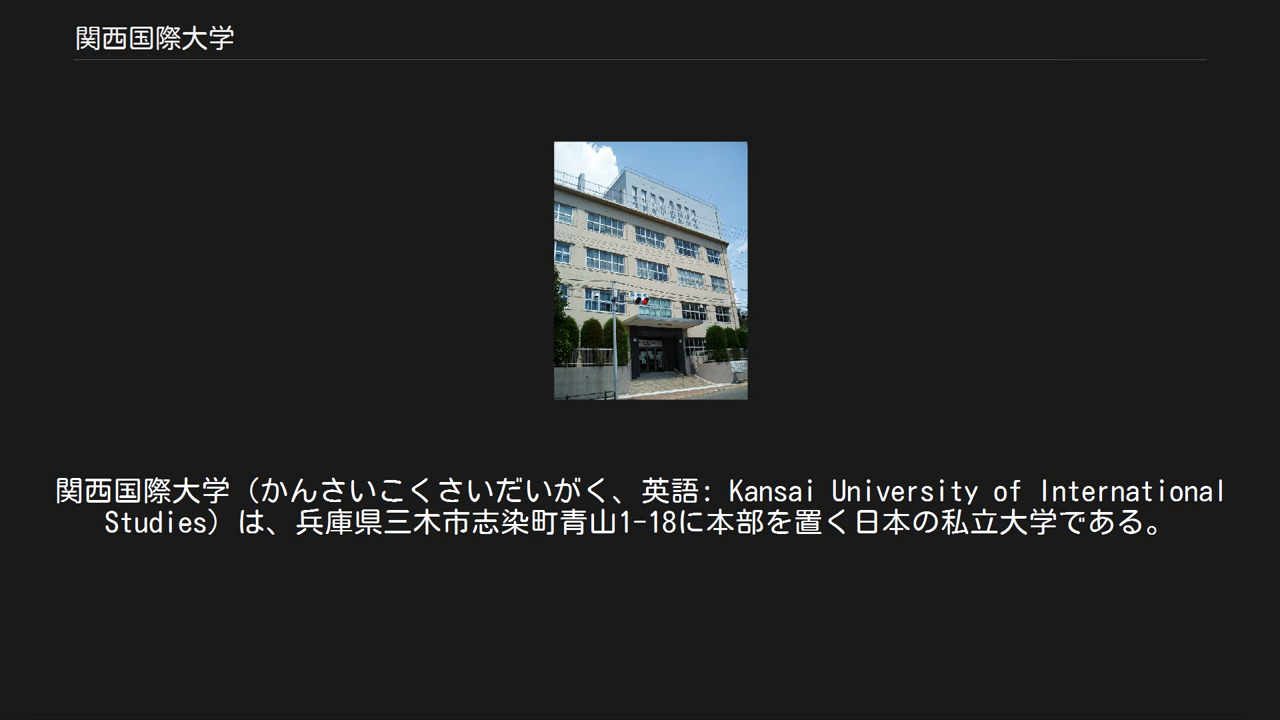 関西国際大学
関西国際大学（かんさいこくさいだいがく、英語: Kansai University of International
Studies）は、兵庫県三木市志染町青山1-18に本部を置く日本の私立大学である。